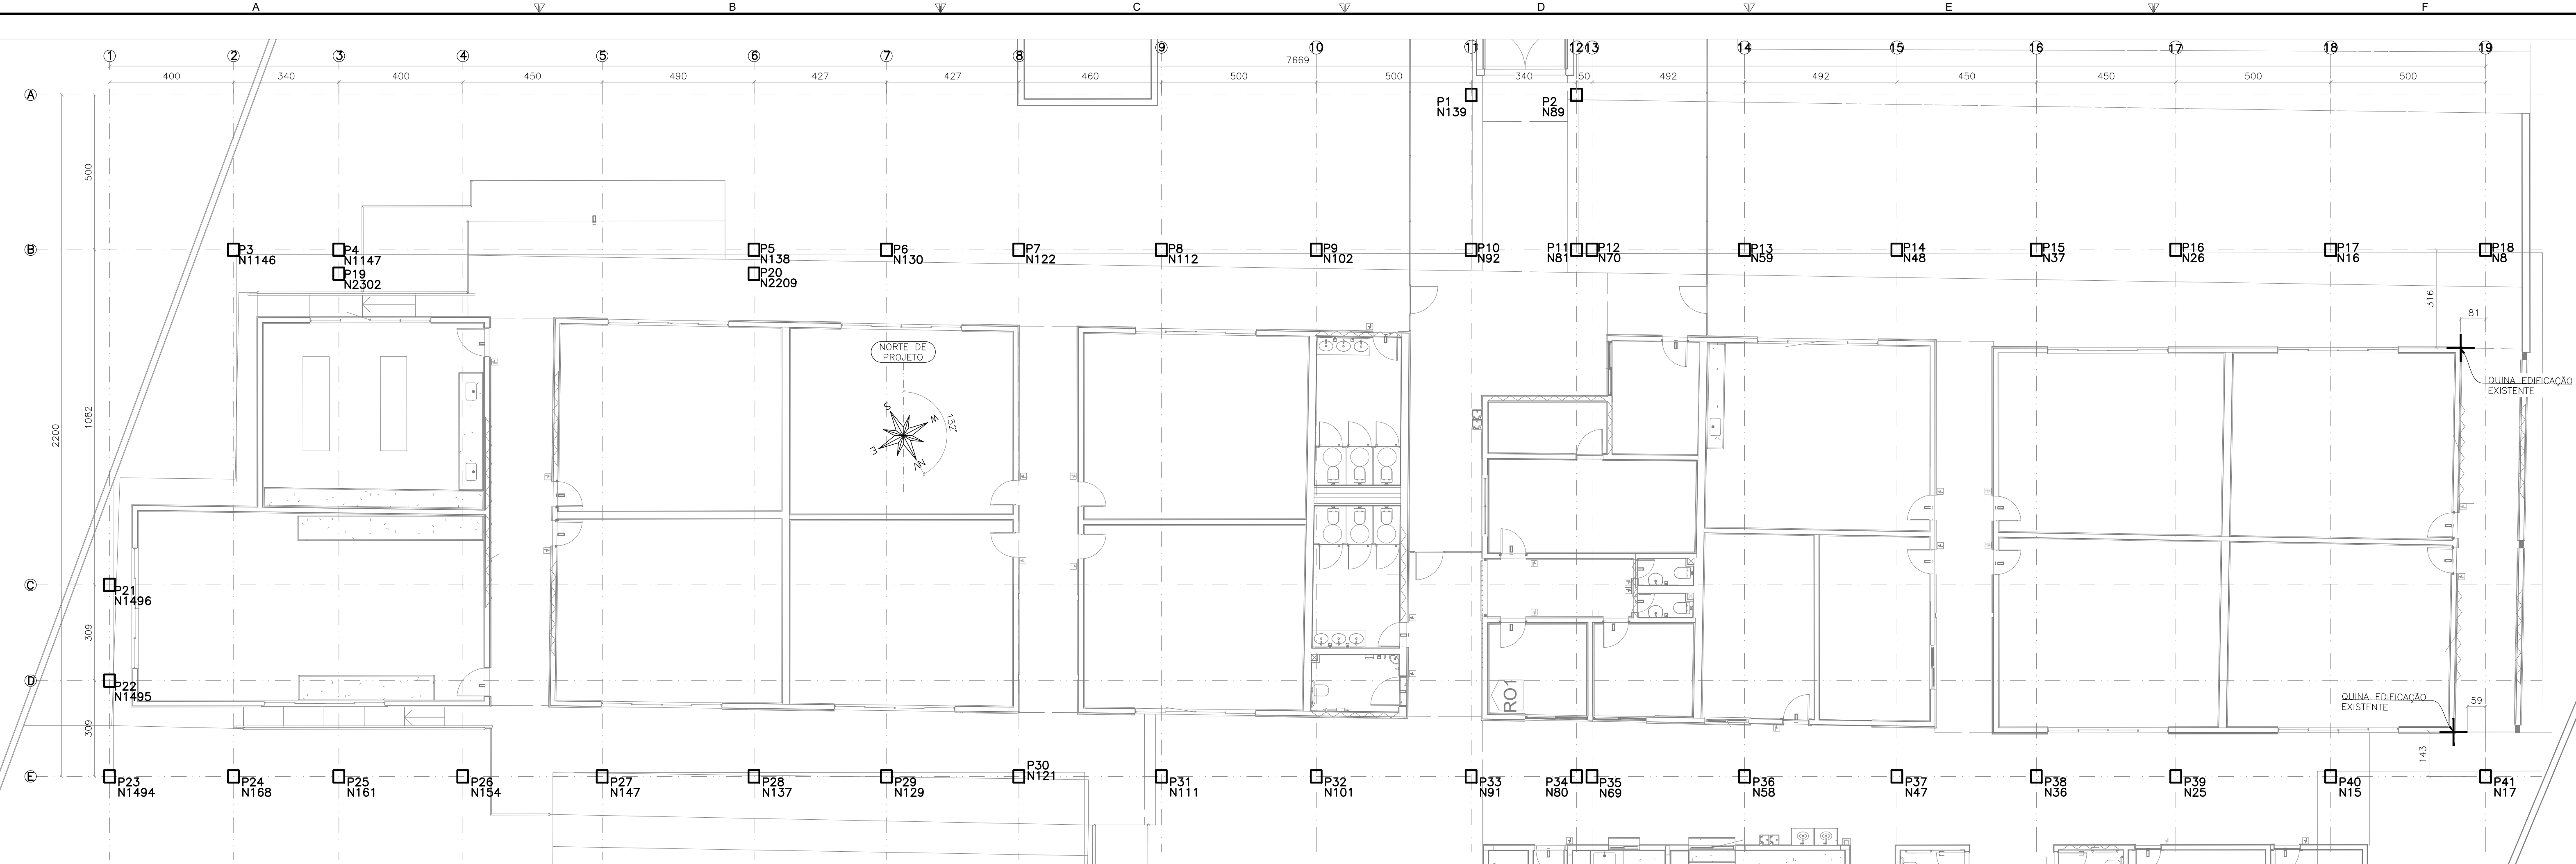 A B C D E F
1 2 3 4 5 6 7 8 9 10 11 12 13 14 15 16 17 18 19
7669
400 340 400 450 490 427 427 460 500 500 340 50 492 492 450 450 500 500
A
P1 P2
N139 N89
500
B
P3 P4 P5 P6 P7 P8 P9 P10 P11 P12 P13 P14 P15 P16 P17 P18
N1146 N1147 N138 N130 N122 N112 N102 N92 N81 N70 N59 N48 N37 N26 N16 N8
P19 P20
N2302 N2209
316
81
NORTE DE
PROJETO
QUINA EDIFICAÇÃO
EXISTENTE
S W 152°
E NV
1082
2200
C
P21
N1496
309
D
P22
N1495
RO1
QUINA EDIFICAÇÃO
EXISTENTE
59
309
143
E
P23 P24 P25 P26 P27 P28 P29 P30 P31 P32 P33 P34 P35 P36 P37 P38 P39 P40 P41
N1494 N168 N161 N154 N147 N137 N129 N121 N111 N101 N91 N80 N69 N58 N47 N36 N25 N15 N17